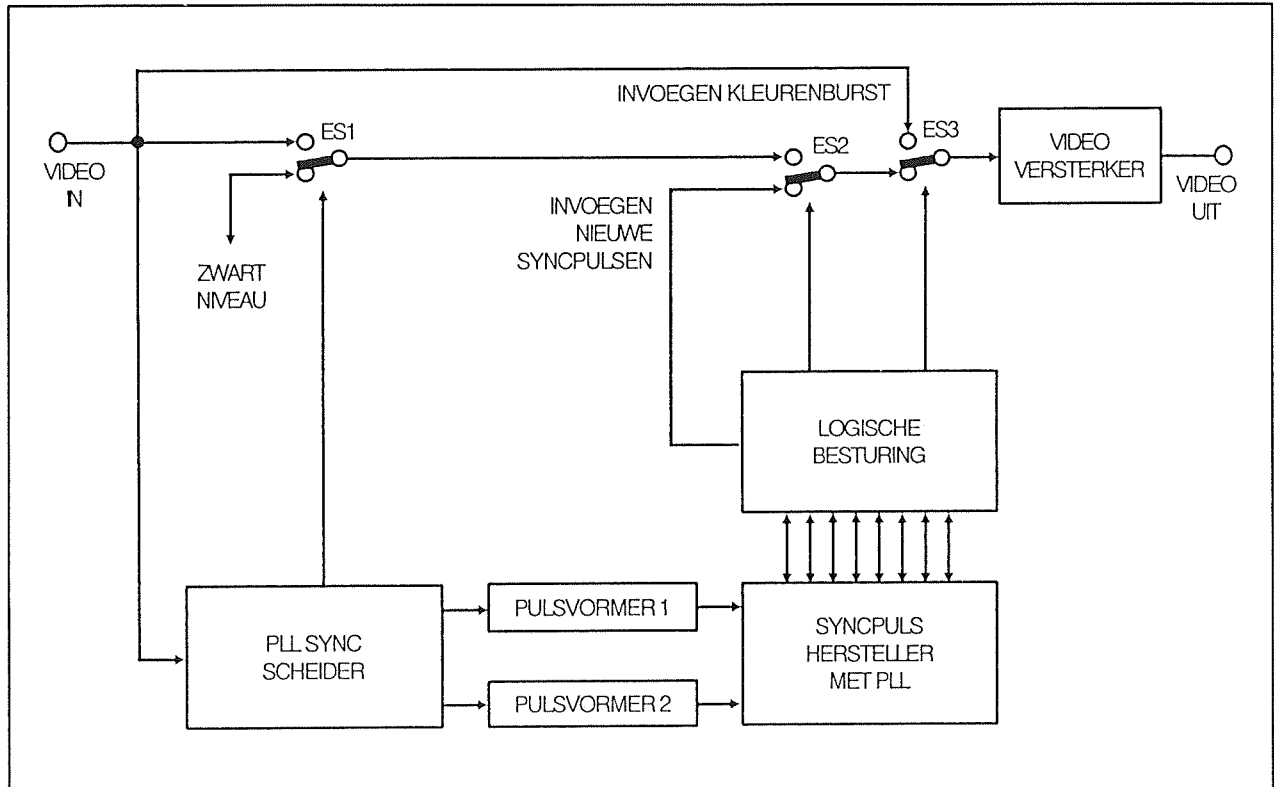 INVOEGEN KLEURENBURST
ES1
ES2
ES3
VIDEO
IN
VIDEO
VERSTERKER
VIDEO
UIT
ZWART
NIVEAU
INVOEGEN
NIEUWE
SYNCPULSEN
LOGISCHE
BESTURING
PLL SYNC
SCHEIDER
PULSVORMER 1
PULSVORMER 2
SYNCPULS
HERSTELLER
MET PLL